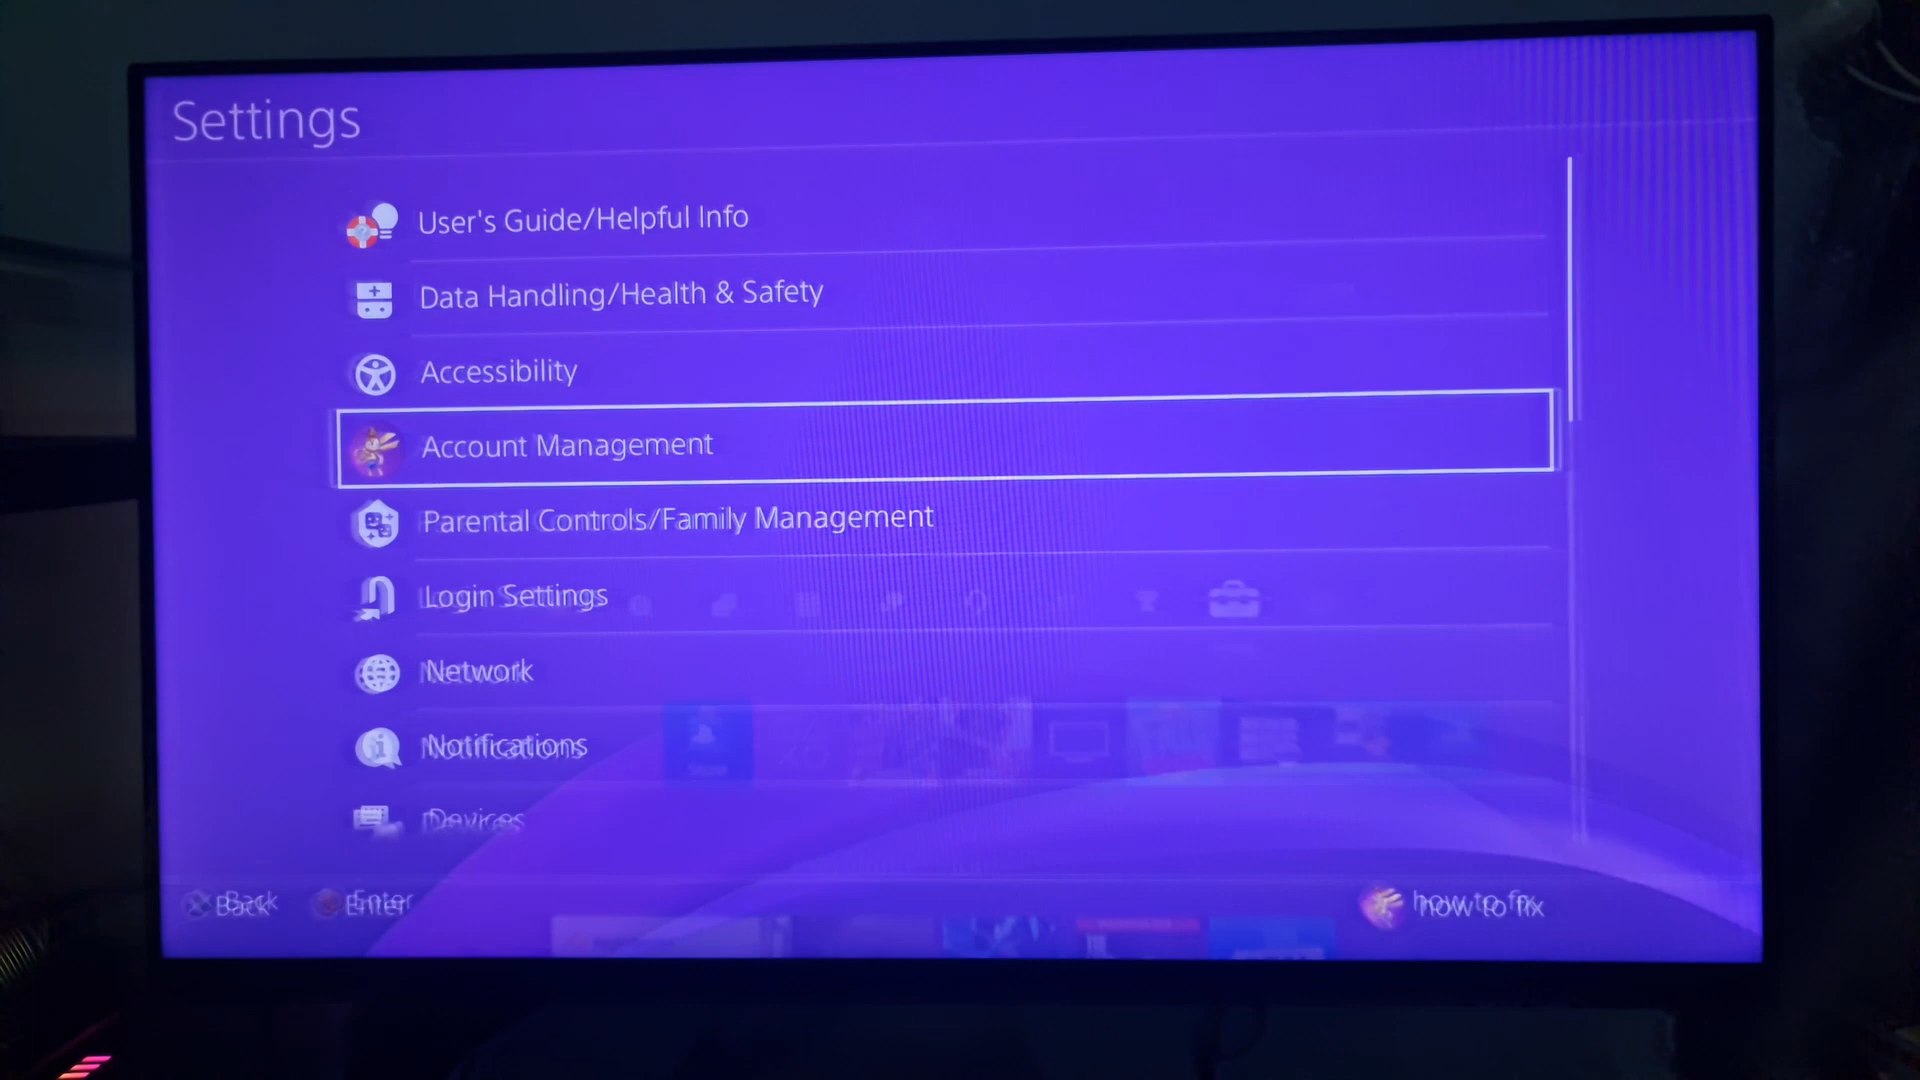 Settings
User's Guide/Helpful Info
Data Handling/Health & Safety
Accessibility
Account Management
Parental Controls/Family Management
Login Settings
Network
Notifications
Devices
Back Enter how to fix